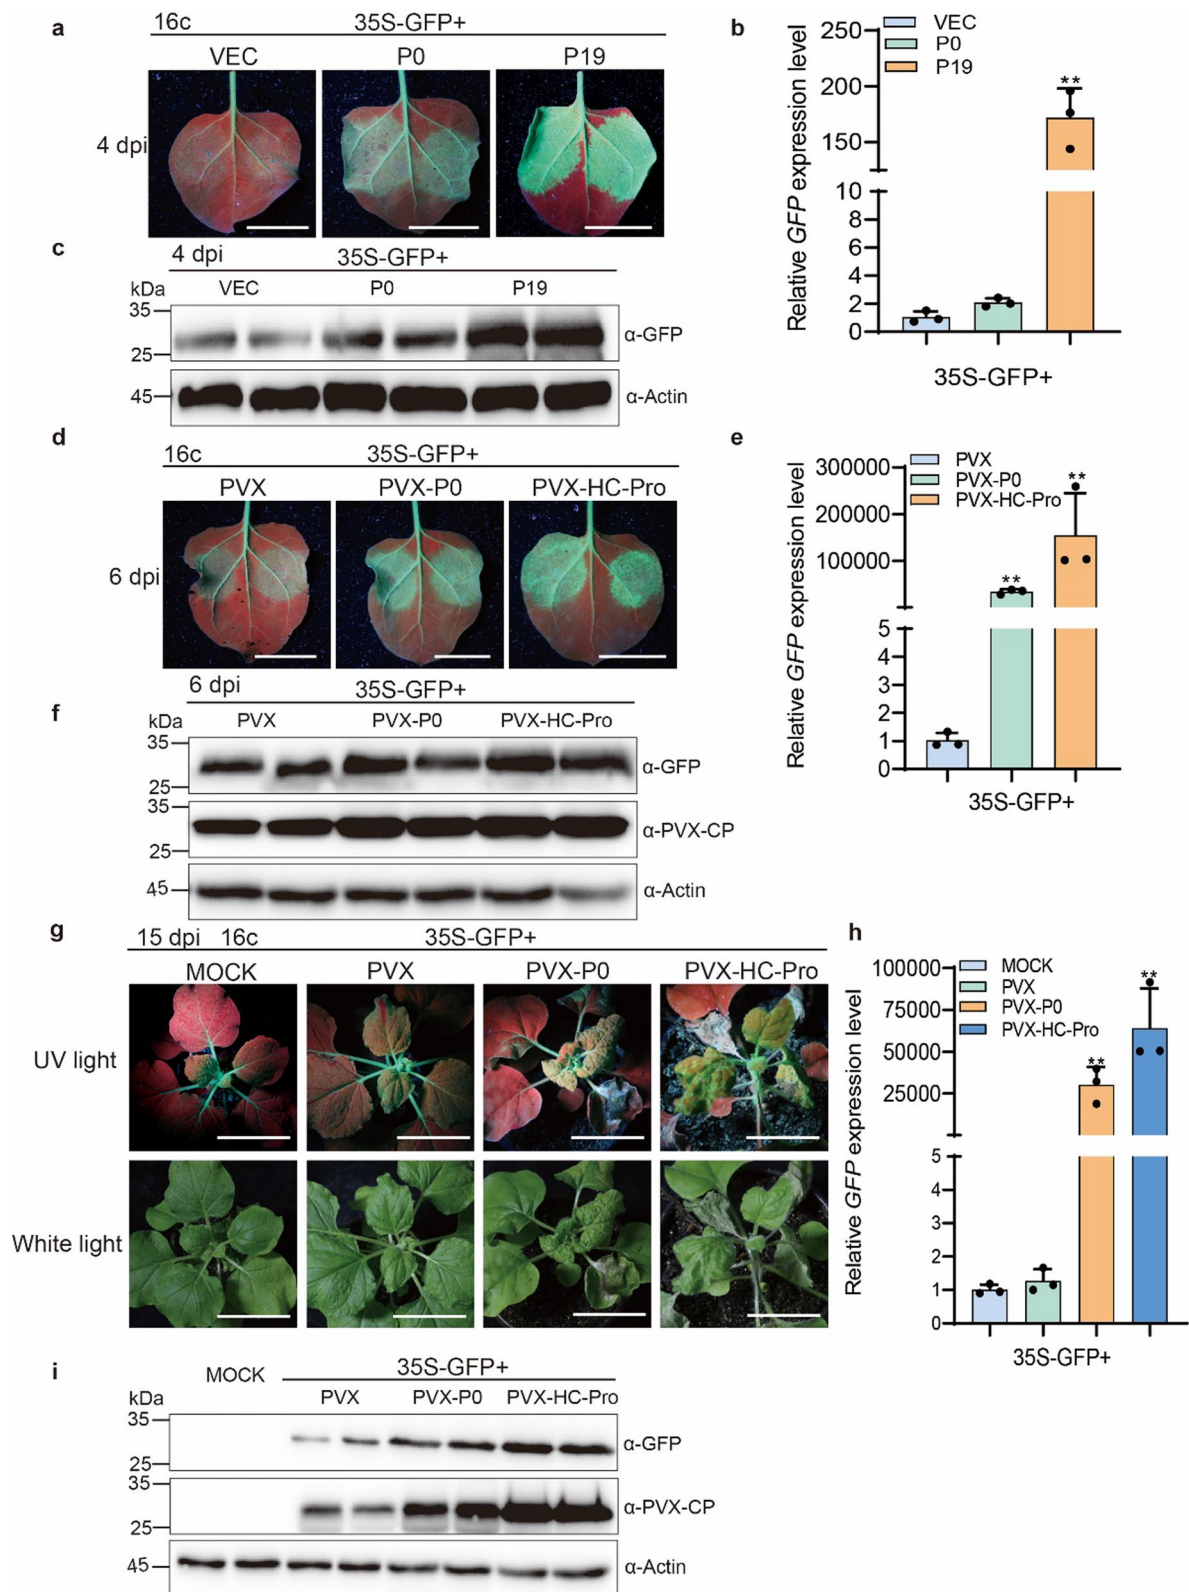 a
16c 35S-GFP+
VEC P0 P19
4 dpi
b
VEC
P0
P19
Relative GFP expression level
250
200
150
10
8
6
4
2
0
**
35S-GFP+
c
4 dpi 35S-GFP+
kDa VEC P0 P19
35
25
α-GFP
45
α-Actin
d
16c 35S-GFP+
PVX PVX-P0 PVX-HC-Pro
6 dpi
e
PVX
PVX-P0
PVX-HC-Pro
Relative GFP expression level
300000
200000
100000
5
4
3
2
1
0
**
**
35S-GFP+
f
6 dpi 35S-GFP+
kDa PVX PVX-P0 PVX-HC-Pro
35
25
α-GFP
35
25
α-PVX-CP
45
α-Actin
g
15 dpi 16c 35S-GFP+
MOCK PVX PVX-P0 PVX-HC-Pro
UV light
White light
h
MOCK
PVX
PVX-P0
PVX-HC-Pro
Relative GFP expression level
100000
75000
50000
25000
5
4
3
2
1
0
**
**
35S-GFP+
i
MOCK 35S-GFP+
kDa PVX PVX-P0 PVX-HC-Pro
35
25
α-GFP
35
25
α-PVX-CP
45
α-Actin